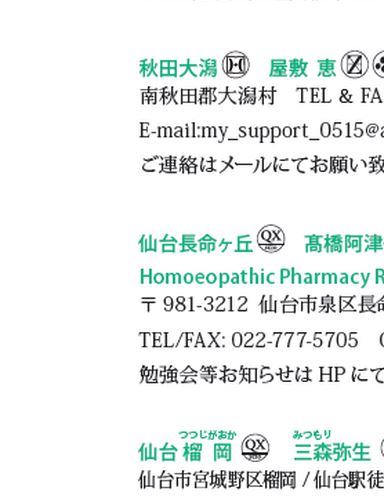 秋田大潟 屋敷 恵
南秋田郡大潟村 TEL & FA
E-mail:my_support_0515@
ご連絡はメールにてお願い致
仙台長命ヶ丘 QX 髙橋阿津
Homoeopathic Pharmacy R
〒981-3212 仙台市泉区長命
TEL/FAX: 022-777-5705
勉強会等お知らせは HP にて
つつじがおか みつもり
仙台 榴 岡 QX 三森弥生
仙台市宮城野区榴岡 / 仙台駅徒